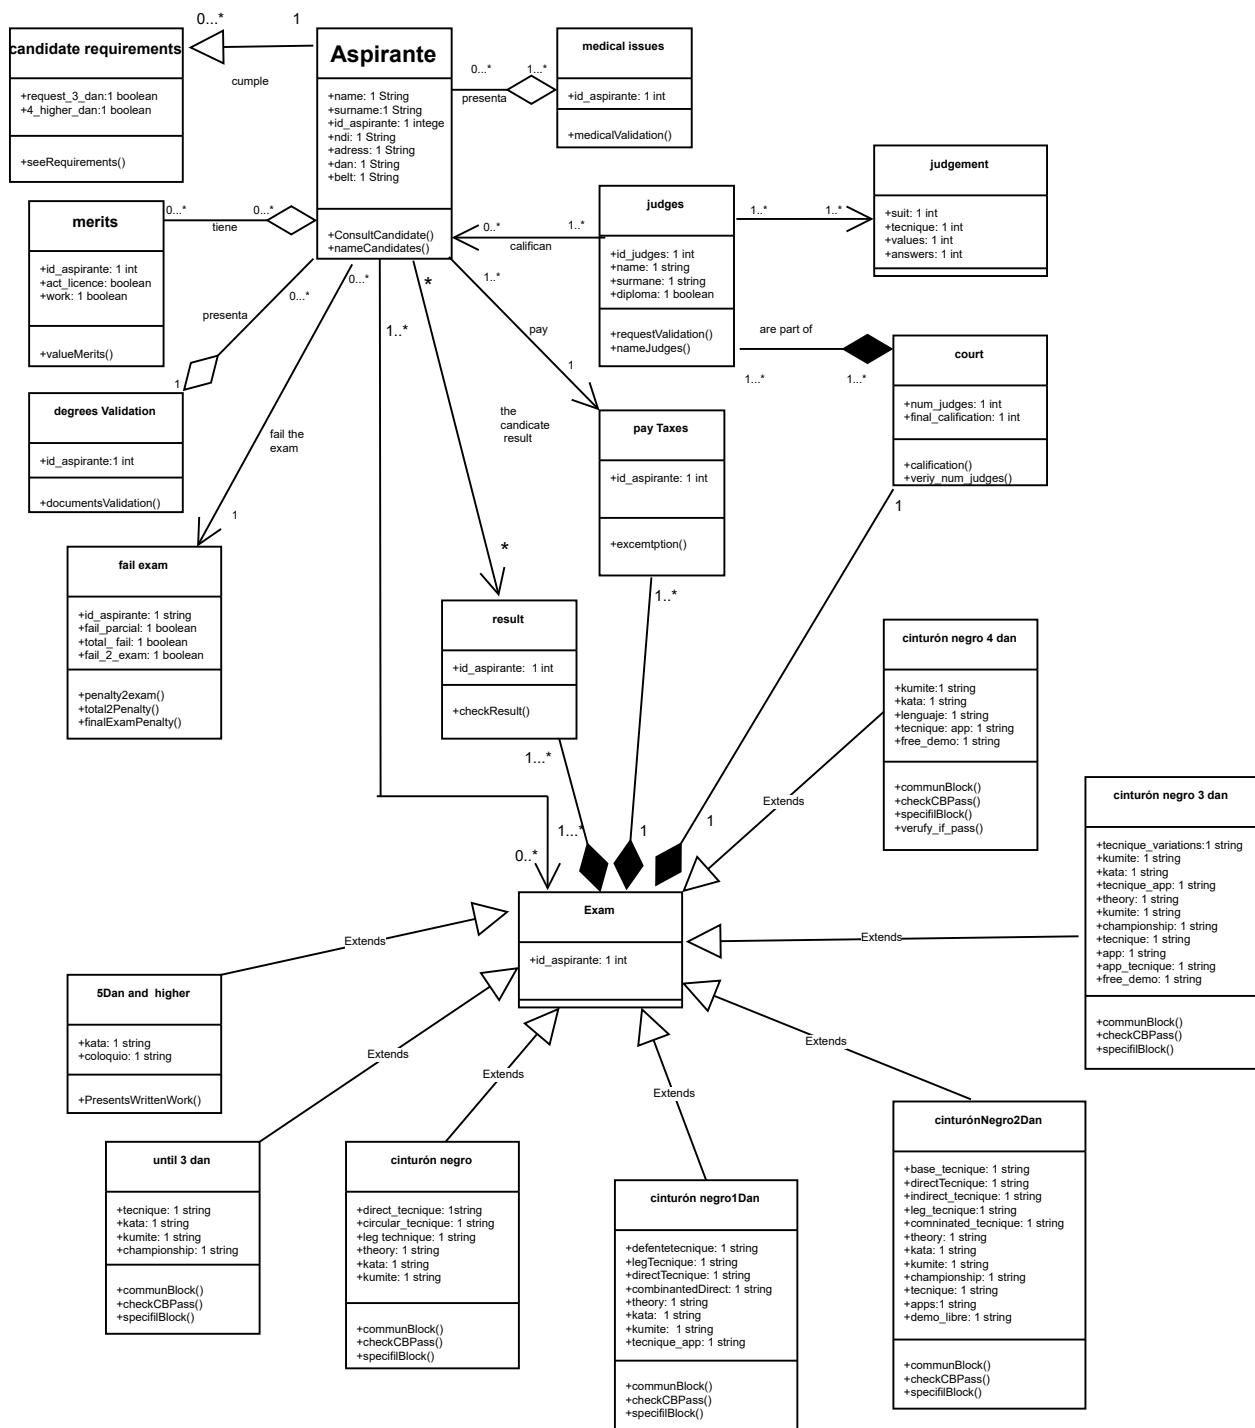 0...*
1
candidate requirements
+request_3_dan:1 boolean
+4_higher_dan:1 boolean
+seeRequirements()
cumple
Aspirante
+name: 1 String
+surname:1 String
+id_aspirante: 1 intege
+ndi: 1 String
+adress: 1 String
+dan: 1 String
+belt: 1 String
+ConsultCandidate()
+nameCandidates()
0...*
1...*
presenta
medical issues
+id_aspirante: 1 int
+medicalValidation()
merits
+id_aspirante: 1 int
+act_licence: boolean
+work: 1 boolean
+valueMerits()
0...*
0...*
tiene
judges
+id_judges: 1 int
+name: 1 string
+surmane: 1 string
+diploma: 1 boolean
+requestValidation()
+nameJudges()
0..*
1..*
califican
1..*
1..*
judgement
+suit: 1 int
+tecnique: 1 int
+values: 1 int
+answers: 1 int
are part of
1...*
1...*
court
+num_judges: 1 int
+final_calification: 1 int
+calification()
+veriy_num_judges()
1
presenta
0...*
1
degrees Validation
+id_aspirante:1 int
+documentsValidation()
0...*
fail the
exam
1
fail exam
+id_aspirante: 1 string
+fail_parcial: 1 boolean
+total_ fail: 1 boolean
+fail_2_exam: 1 boolean
+penalty2exam()
+total2Penalty()
+finalExamPenalty()
1..*
*
the
candicate
result
*
1..*
pay
1
pay Taxes
+id_aspirante: 1 int
+excemtption()
1..*
result
+id_aspirante:  1 int
+checkResult()
1...*
1...*
1
1
0..*
cinturón negro 4 dan
+kumite:1 string
+kata: 1 string
+lenguaje: 1 string
+tecnique: app: 1 string
+free_demo: 1 string
+communBlock()
+checkCBPass()
+specifilBlock()
+verufy_if_pass()
Extends
cinturón negro 3 dan
+tecnique_variations:1 string
+kumite: 1 string
+kata: 1 string
+tecnique_app: 1 string
+theory: 1 string
+kumite: 1 string
+championship: 1 string
+tecnique: 1 string
+app: 1 string
+app_tecnique: 1 string
+free_demo: 1 string
+communBlock()
+checkCBPass()
+specifilBlock()
Extends
Exam
+id_aspirante: 1 int
Extends
5Dan and  higher
+kata: 1 string
+coloquio: 1 string
+PresentsWrittenWork()
Extends
Extends
Extends
Extends
until 3 dan
+tecnique: 1 string
+kata: 1 string
+kumite: 1 string
+championship: 1 string
+communBlock()
+checkCBPass()
+specifilBlock()
cinturón negro
+direct_tecnique: 1string
+circular_tecnique: 1 string
+leg technique: 1 string
+theory: 1 string
+kata: 1 string
+kumite: 1 string
+communBlock()
+checkCBPass()
+specifilBlock()
cinturón negro1Dan
+defentetecnique: 1 string
+legTecnique: 1 string
+directTecnique: 1 string
+combinantedDirect: 1 string
+theory: 1 string
+kata:  1 string
+kumite:  1 string
+tecnique_app: 1 string
+communBlock()
+checkCBPass()
+specifilBlock()
cinturónNegro2Dan
+base_tecnique: 1 string
+directTecnique: 1 string
+indirect_tecnique: 1 string
+leg_tecnique:1 string
+comninated_tecnique: 1 string
+theory: 1 string
+kata: 1 string
+kumite: 1 string
+championship: 1 string
+tecnique: 1 string
+apps:1 string
+demo_libre: 1 string
+communBlock()
+checkCBPass()
+specifilBlock()